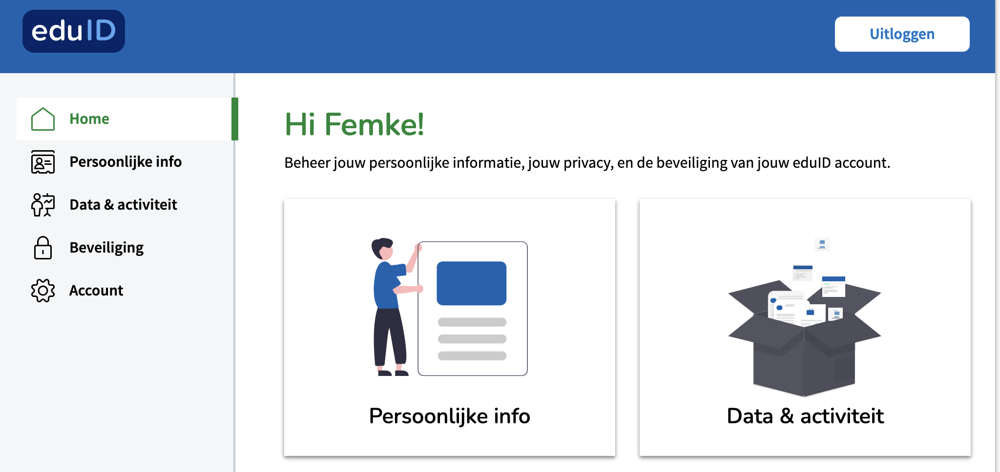 eduID
Uitloggen
Home
Persoonlijke info
Data & activiteit
Beveiliging
Account
Hi Femke!
Beheer jouw persoonlijke informatie, jouw privacy, en de beveiliging van jouw eduID account.
Persoonlijke info
Data & activiteit